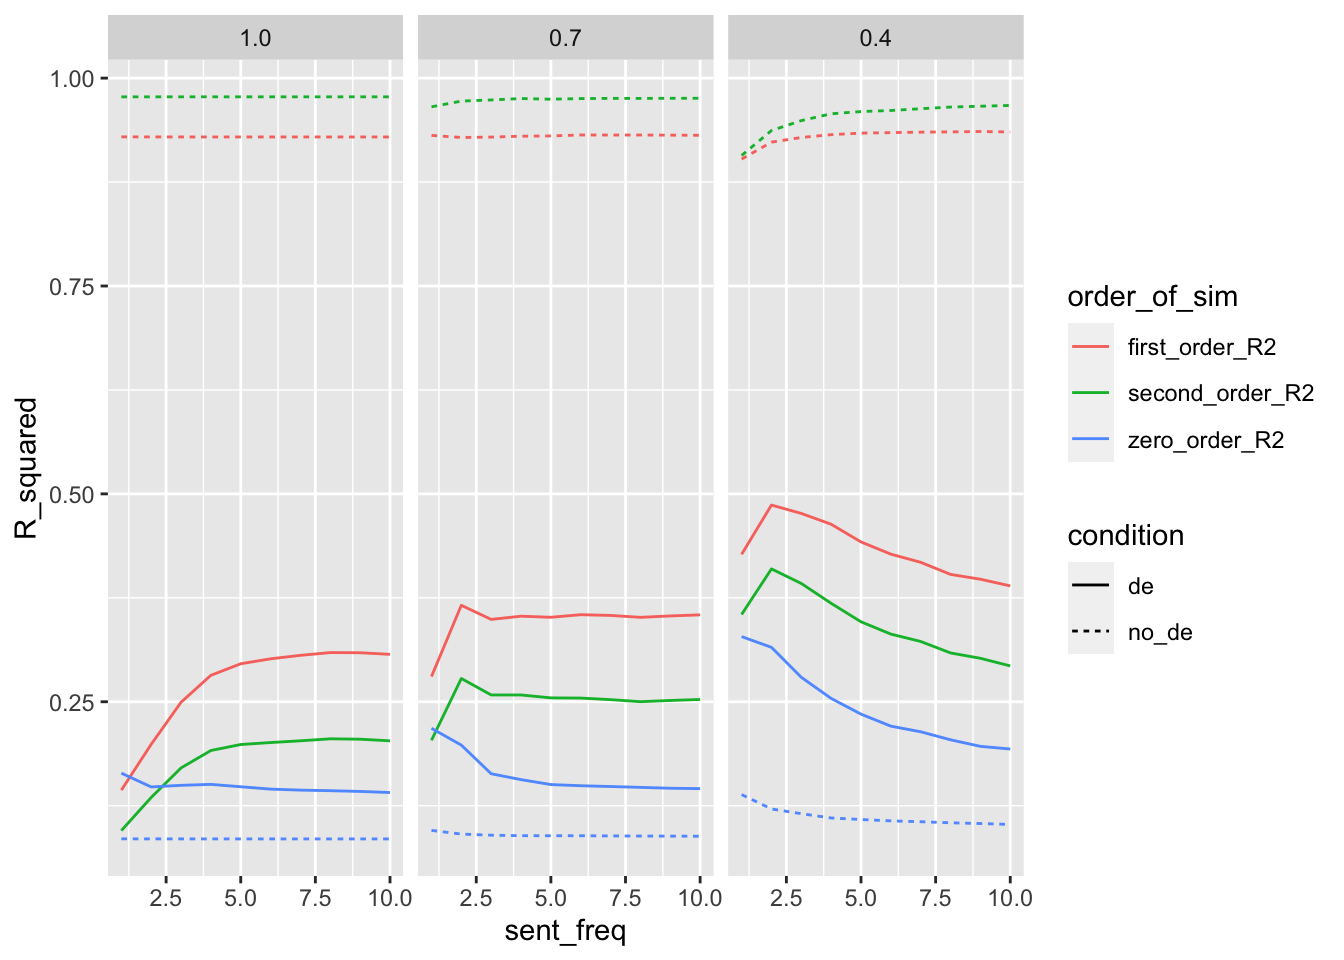 1.0 0.7 0.4
1.00
0.75
0.50
0.25
R_squared
2.5 5.0 7.5 10.0 2.5 5.0 7.5 10.0 2.5 5.0 7.5 10.0
sent_freq
order_of_sim
first_order_R2
second_order_R2
zero_order_R2
condition
de
no_de